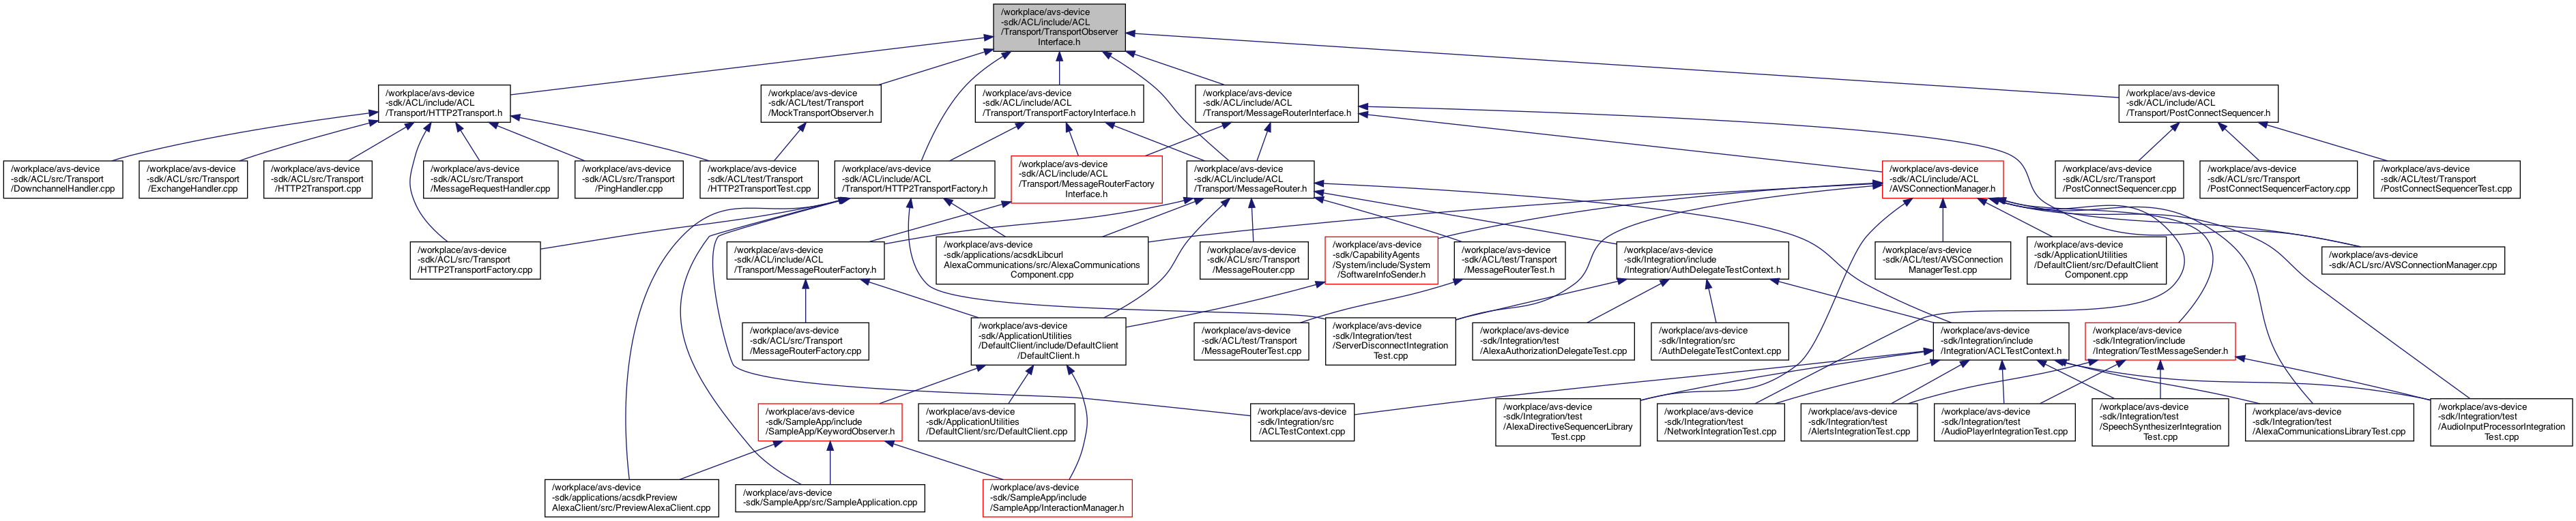 /workplace/avs-device
-sdk/ACL/include/ACL
/Transport/TransportObserver
Interface.h
/workplace/avs-device
-sdk/ACL/include/ACL
/Transport/HTTP2Transport.h
/workplace/avs-device
-sdk/ACL/test/Transport
/MockTransportObserver.h
/workplace/avs-device
-sdk/ACL/include/ACL
/Transport/TransportFactoryInterface.h
/workplace/avs-device
-sdk/ACL/include/ACL
/Transport/MessageRouterInterface.h
/workplace/avs-device
-sdk/ACL/include/ACL
/Transport/PostConnectSequencer.h
/workplace/avs-device
-sdk/ACL/src/Transport
/DownchannelHandler.cpp
/workplace/avs-device
-sdk/ACL/src/Transport
/ExchangeHandler.cpp
/workplace/avs-device
-sdk/ACL/src/Transport
/HTTP2Transport.cpp
/workplace/avs-device
-sdk/ACL/src/Transport
/MessageRequestHandler.cpp
/workplace/avs-device
-sdk/ACL/src/Transport
/PingHandler.cpp
/workplace/avs-device
-sdk/ACL/test/Transport
/HTTP2TransportTest.cpp
/workplace/avs-device
-sdk/ACL/include/ACL
/Transport/HTTP2TransportFactory.h
/workplace/avs-device
-sdk/ACL/include/ACL
/Transport/MessageRouterFactory
Interface.h
/workplace/avs-device
-sdk/ACL/include/ACL
/Transport/MessageRouter.h
/workplace/avs-device
-sdk/ACL/include/ACL
/AVSConnectionManager.h
/workplace/avs-device
-sdk/ACL/src/Transport
/PostConnectSequencer.cpp
/workplace/avs-device
-sdk/ACL/src/Transport
/PostConnectSequencerFactory.cpp
/workplace/avs-device
-sdk/ACL/test/Transport
/PostConnectSequencerTest.cpp
/workplace/avs-device
-sdk/ACL/src/Transport
/HTTP2TransportFactory.cpp
/workplace/avs-device
-sdk/ACL/include/ACL
/Transport/MessageRouterFactory.h
/workplace/avs-device
-sdk/applications/acsdkLibcurl
AlexaCommunications/src/AlexaCommunications
Component.cpp
/workplace/avs-device
-sdk/ACL/src/Transport
/MessageRouter.cpp
/workplace/avs-device
-sdk/CapabilityAgents
/System/include/System
/SoftwareInfoSender.h
/workplace/avs-device
-sdk/ACL/test/Transport
/MessageRouterTest.h
/workplace/avs-device
-sdk/Integration/include
/Integration/AuthDelegateTestContext.h
/workplace/avs-device
-sdk/ACL/test/AVSConnection
ManagerTest.cpp
/workplace/avs-device
-sdk/ApplicationUtilities
/DefaultClient/src/DefaultClient
Component.cpp
/workplace/avs-device
-sdk/ACL/src/AVSConnectionManager.cpp
/workplace/avs-device
-sdk/ACL/src/Transport
/MessageRouterFactory.cpp
/workplace/avs-device
-sdk/ApplicationUtilities
/DefaultClient/include/DefaultClient
/DefaultClient.h
/workplace/avs-device
-sdk/ACL/test/Transport
/MessageRouterTest.cpp
/workplace/avs-device
-sdk/Integration/test
/ServerDisconnectIntegration
Test.cpp
/workplace/avs-device
-sdk/Integration/test
/AlexaAuthorizationDelegateTest.cpp
/workplace/avs-device
-sdk/Integration/src
/AuthDelegateTestContext.cpp
/workplace/avs-device
-sdk/Integration/include
/Integration/ACLTestContext.h
/workplace/avs-device
-sdk/Integration/include
/Integration/TestMessageSender.h
/workplace/avs-device
-sdk/SampleApp/include
/SampleApp/KeywordObserver.h
/workplace/avs-device
-sdk/ApplicationUtilities
/DefaultClient/src/DefaultClient.cpp
/workplace/avs-device
-sdk/Integration/src
/ACLTestContext.cpp
/workplace/avs-device
-sdk/Integration/test
/AlexaDirectiveSequencerLibrary
Test.cpp
/workplace/avs-device
-sdk/Integration/test
/NetworkIntegrationTest.cpp
/workplace/avs-device
-sdk/Integration/test
/AlertsIntegrationTest.cpp
/workplace/avs-device
-sdk/Integration/test
/AudioPlayerIntegrationTest.cpp
/workplace/avs-device
-sdk/Integration/test
/SpeechSynthesizerIntegration
Test.cpp
/workplace/avs-device
-sdk/Integration/test
/AlexaCommunicationsLibraryTest.cpp
/workplace/avs-device
-sdk/Integration/test
/AudioInputProcessorIntegration
Test.cpp
/workplace/avs-device
-sdk/applications/acsdkPreview
AlexaClient/src/PreviewAlexaClient.cpp
/workplace/avs-device
-sdk/SampleApp/src/SampleApplication.cpp
/workplace/avs-device
-sdk/SampleApp/include
/SampleApp/InteractionManager.h